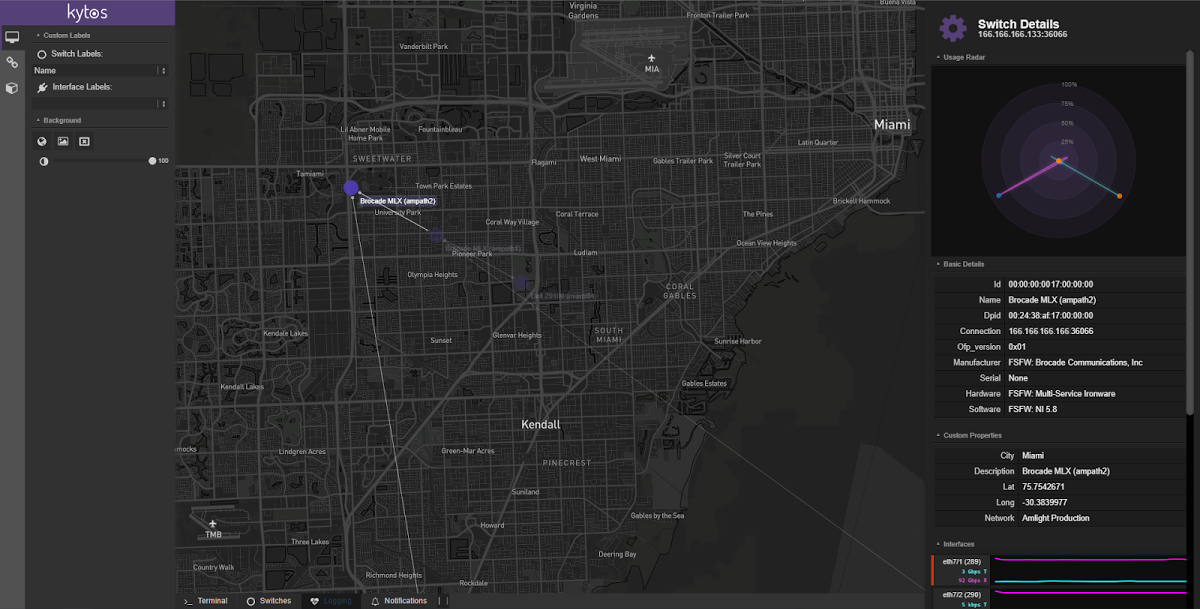 kytos
Custom Labels
Switch Labels:
Name
Interface Labels:
Background
100
Virginia
Gardens
Fronton Trailer Park
Buena Vista
Vanderbilt Park
MIA
Miami
Lil Abner Mobile
Home Park
Fountainbleau
Latin Quarter
SWEETWATER
Flagami
West Miami
Gables Trailer Park
Silver Court
Trailer Park
Tamiami
Town Park Estates
Brocade MLX (ampath2)
University Park
Coral Way Village
Coral Terrace
The Pines
Brickell Hammock
Pioneer Park
Ludlam
Ocean View Heights
Olympia Heights
CORAL
GABLES
Kendale Lakes
Sunset
Glenvar Heights
SOUTH
MIAMI
Sunrise Harbor
Kendall Lakes
Gables Estates
Kendall
Lindgren Acres
Green-Mar Acres
PINECREST
Suniland
Gables by the Sea
TMB
Howard
Three Lakes
Deering Bay
Country Walk
Richmond Heights
Rockdale
Terminal
Switches
Logging
Notifications
Switch Details
166.166.166.133:36066
Usage Radar
100%
75%
50%
25%
Basic Details
Id 00:00:00:00 17:00:00:00
Name Brocade MLX (ampath2)
Dpid 00:24:38:af:17:00:00:00
Connection 166.166.166.166:36066
Ofp_version 0x01
Manufacturer FSFW: Brocade Communications, Inc
Serial None
Hardware FSFW: Multi-Service Ironware
Software FSFW: NI 5.8
Custom Properties
City Miami
Description Brocade MLX (ampath2)
Lat 75.7542671
Long -30.3839977
Network Amlight Production
Interfaces
eth7/1 (289)
3 Gbps T
92 Gbps R
eth7/2 (290)
5 kbps T